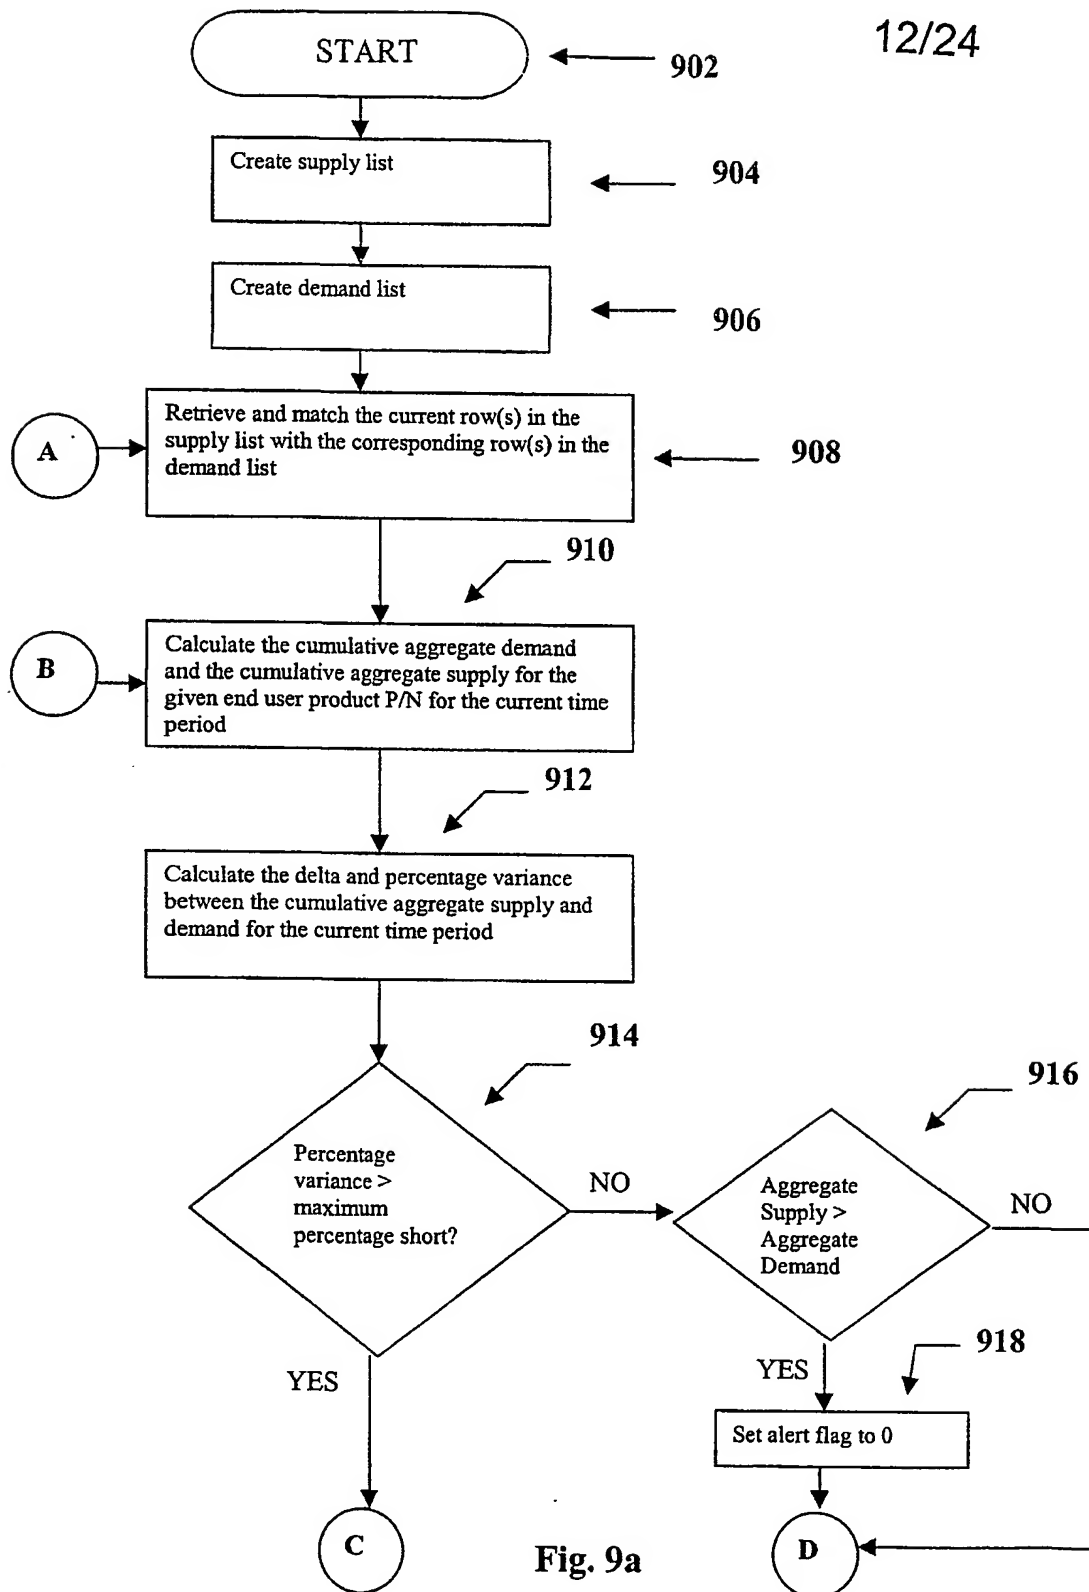 12/24
START
902
Create supply list
904
Create demand list
906
Retrieve and match the current row(s) in the
supply list with the corresponding row(s) in the
demand list
A
908
910
Calculate the cumulative aggregate demand
and the cumulative aggregate supply for the
given end user product P/N for the current time
period
B
912
Calculate the delta and percentage variance
between the cumulative aggregate supply and
demand for the current time period
914
Percentage
variance >
maximum
percentage short?
NO
916
Aggregate
Supply >
Aggregate
Demand
NO
YES
YES
918
Set alert flag to 0
C
D
Fig. 9a